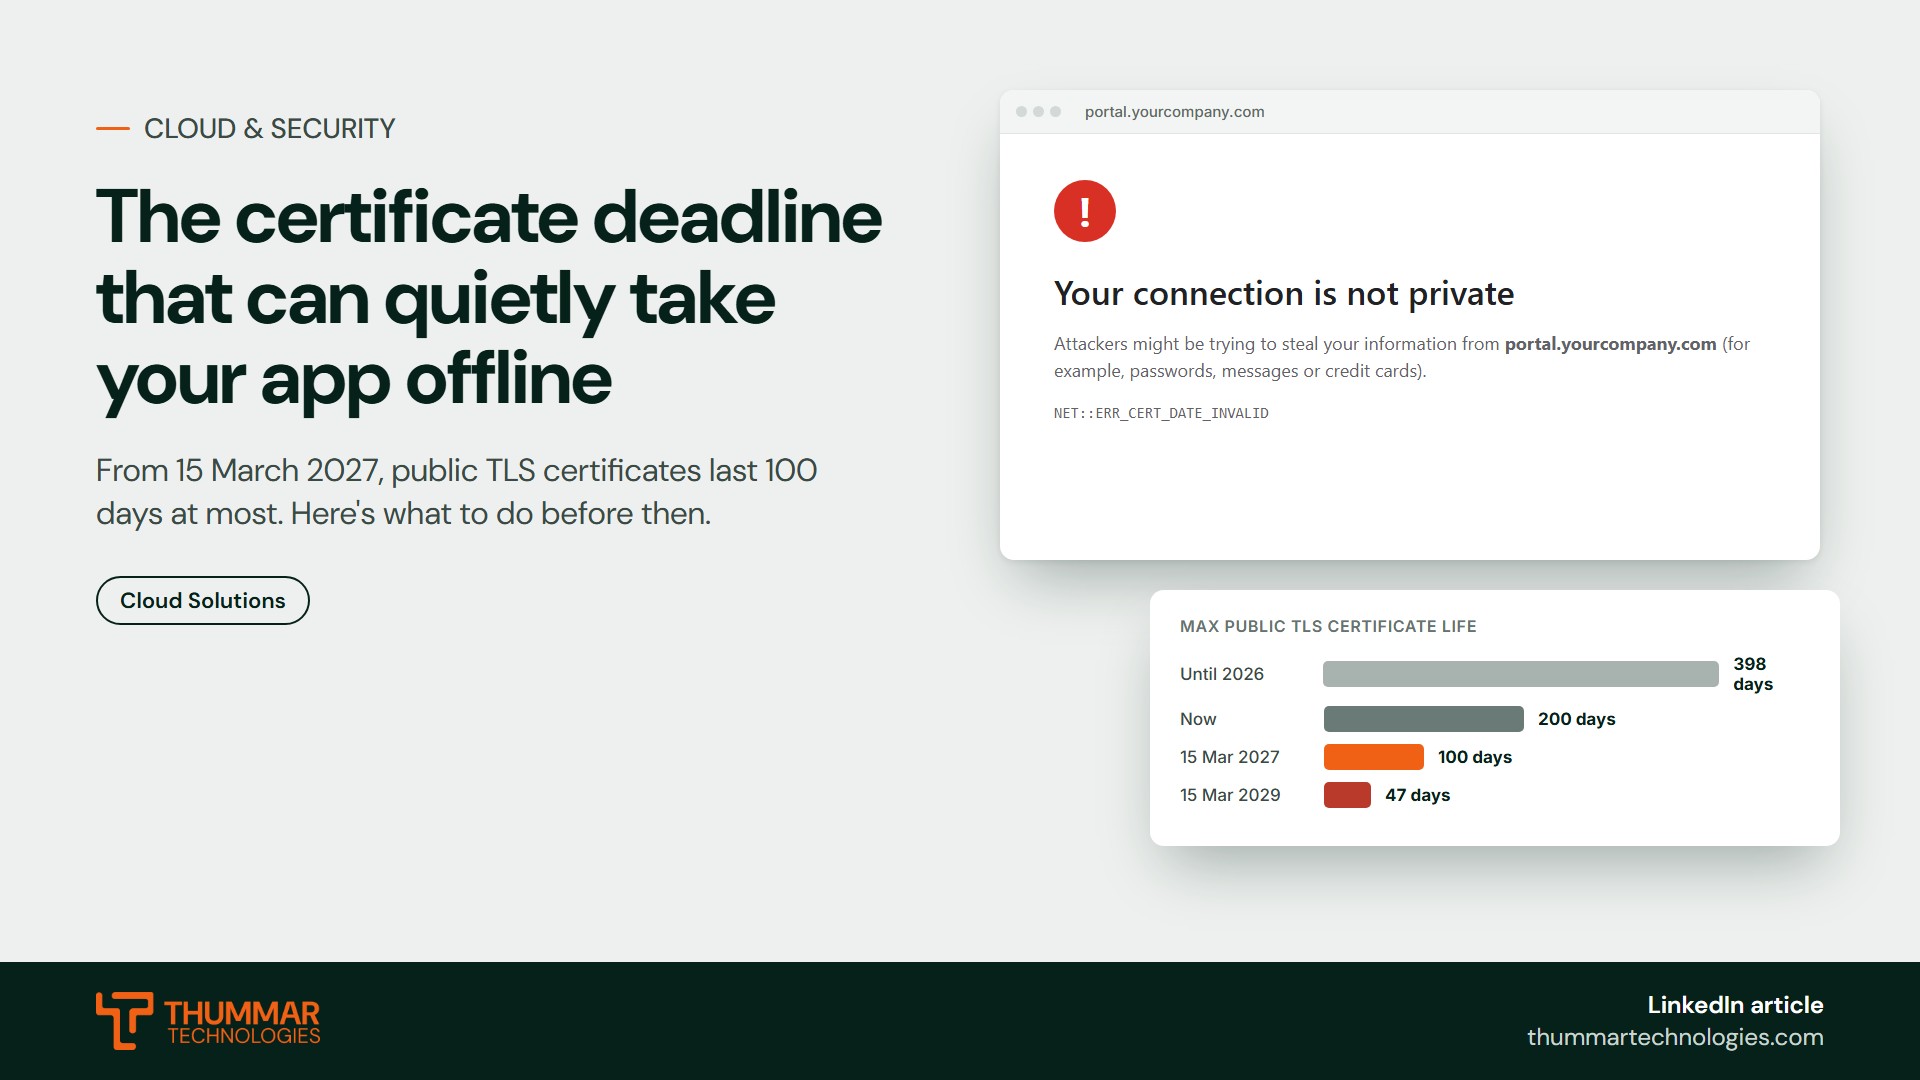 CLOUD & SECURITY
The certificate deadline
that can quietly take
your app offline
From 15 March 2027, public TLS certificates last 100
days at most. Here's what to do before then.
Cloud Solutions
portal.yourcompany.com
!
Your connection is not private
Attackers might be trying to steal your information from portal.yourcompany.com (for
example, passwords, messages or credit cards).
NET::ERR_CERT_DATE_INVALID
MAX PUBLIC TLS CERTIFICATE LIFE
Until 2026 398 days
Now 200 days
15 Mar 2027 100 days
15 Mar 2029 47 days
THUMMAR
TECHNOLOGIES
LinkedIn article
thummartechnologies.com